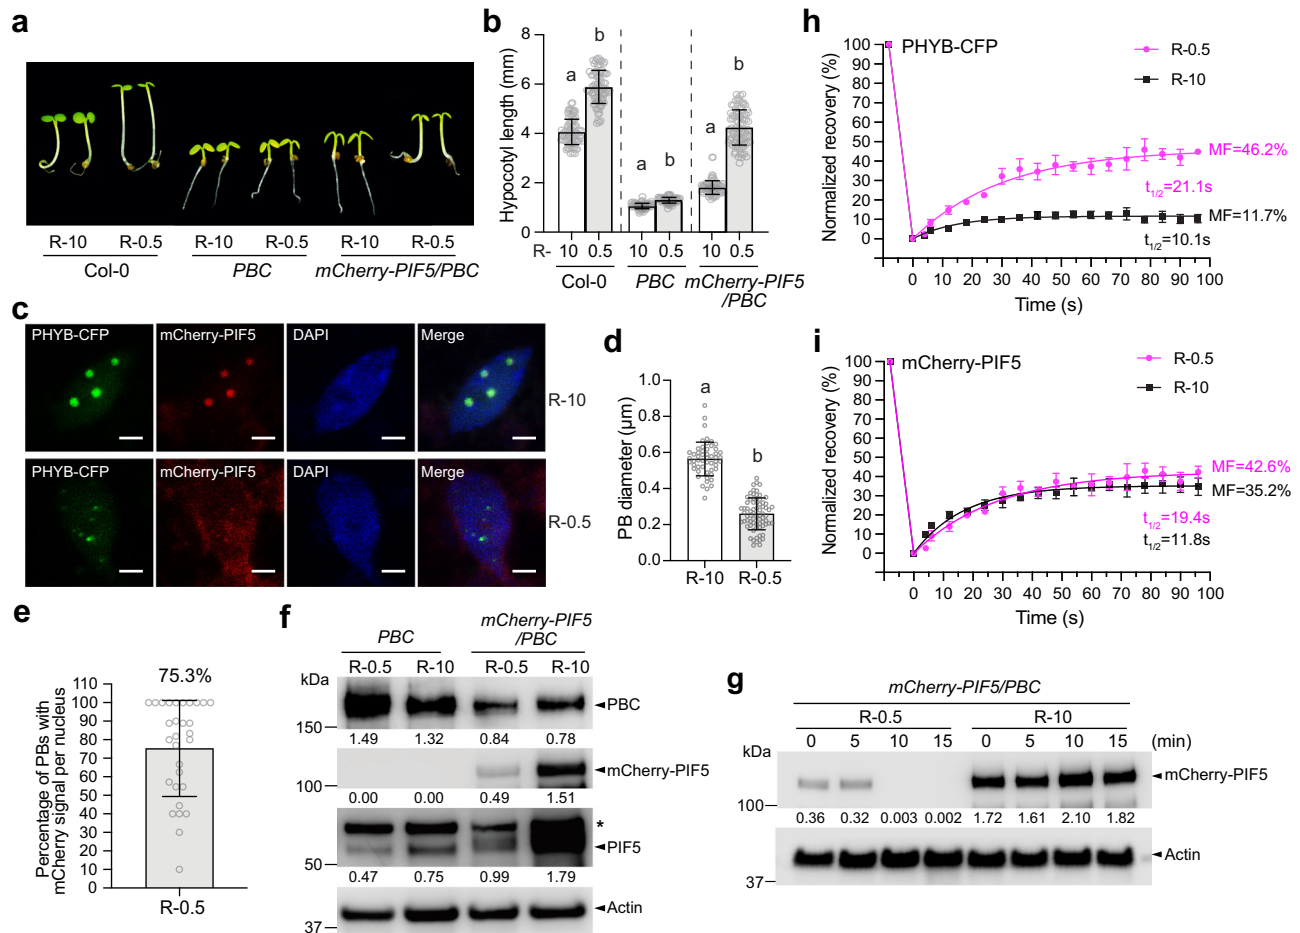 a
R-10 R-0.5 R-10 R-0.5 R-10 R-0.5
Col-0 PBC mCherry-PIF5/PBC
b
Hypocotyl length (mm)
8
6
4
2
0
a b a b a b
R- 10 0.5 10 0.5 10 0.5
Col-0 PBC mCherry-PIF5
/PBC
c
PHYB-CFP mCherry-PIF5 DAPI Merge
R-10
PHYB-CFP mCherry-PIF5 DAPI Merge
R-0.5
d
PB diameter (µm)
1.0
0.8
0.6
0.4
0.2
0.0
a
b
R-10 R-0.5
e
Percentage of PBs with
mCherry signal per nucleus
110
100
90
80
70
60
50
40
30
20
10
0
75.3%
R-0.5
f
PBC mCherry-PIF5
/PBC
R-0.5 R-10 R-0.5 R-10
kDa
150
PBC
1.49 1.32 0.84 0.78
100
mCherry-PIF5
0.00 0.00 0.49 1.51
*
PIF5
50
0.47 0.75 0.99 1.79
Actin
37
g
mCherry-PIF5/PBC
R-0.5 R-10
0 5 10 15 0 5 10 15 (min)
kDa
mCherry-PIF5
100
0.36 0.32 0.003 0.002 1.72 1.61 2.10 1.82
Actin
37
h
PHYB-CFP
Normalized recovery (%)
100
90
80
70
60
50
40
30
20
10
0
R-0.5
R-10
MF=46.2%
t1/2=21.1s
MF=11.7%
t1/2=10.1s
0 10 20 30 40 50 60 70 80 90 100
Time (s)
i
mCherry-PIF5
Normalized recovery (%)
100
90
80
70
60
50
40
30
20
10
0
R-0.5
R-10
MF=42.6%
MF=35.2%
t1/2=19.4s
t1/2=11.8s
0 10 20 30 40 50 60 70 80 90 100
Time (s)